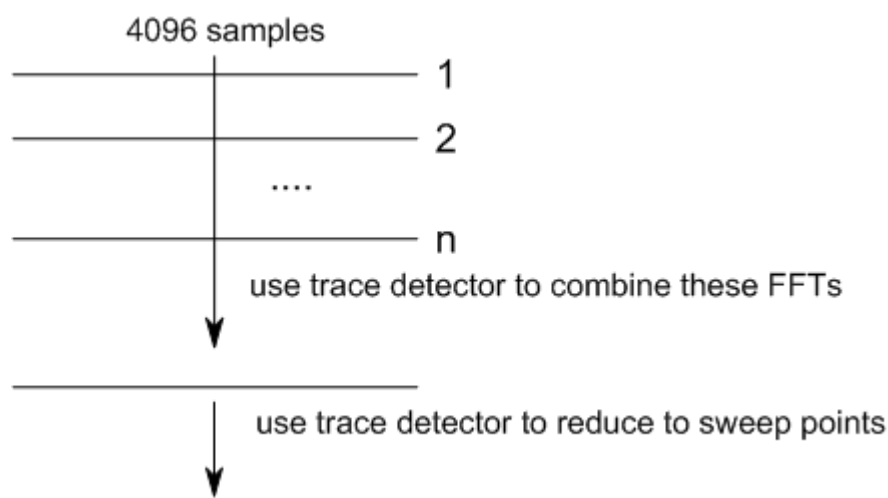 4096 samples
1
2
....
n
use trace detector to combine these FFTs
use trace detector to reduce to sweep points